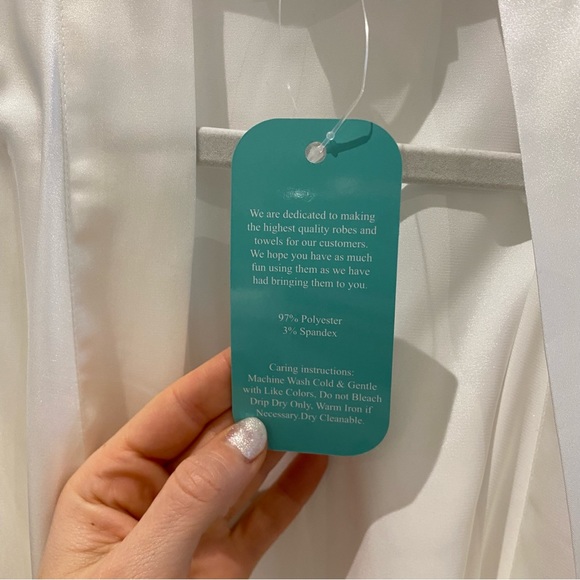 We are dedicated to making
the highest quality robes and
towels for our customers.
We hope you have as much
fun using them as we have
had bringing them to you.
97% Polyester
3% Spandex
Caring instructions:
Machine Wash Cold & Gentle
with Like Colors, Do not Bleach
Drip Dry Only, Warm Iron if
Necessary Dry Cleanable.